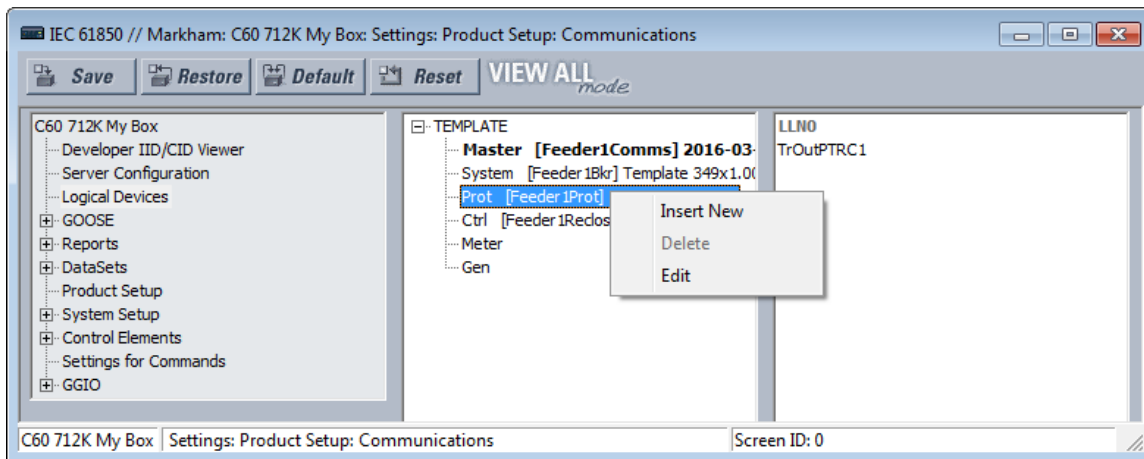 IEC 61850 // Markham: C60 712K My Box: Settings: Product Setup: Communications
Save Restore Default Reset VIEW ALL mode
C60 712K My Box
Developer IID/CID Viewer
Server Configuration
Logical Devices
GOOSE
Reports
DataSets
Product Setup
System Setup
Control Elements
Settings for Commands
GGIO
TEMPLATE
Master [Feeder1Comms] 2016-03-
System [Feeder1Bkr] Template 349x1.00
Prot [Feeder1Prot]
Ctrl [Feeder1Reclos
Meter
Gen
Insert New
Delete
Edit
LLN0
TrOutPTRC1
C60 712K My Box Settings: Product Setup: Communications Screen ID: 0